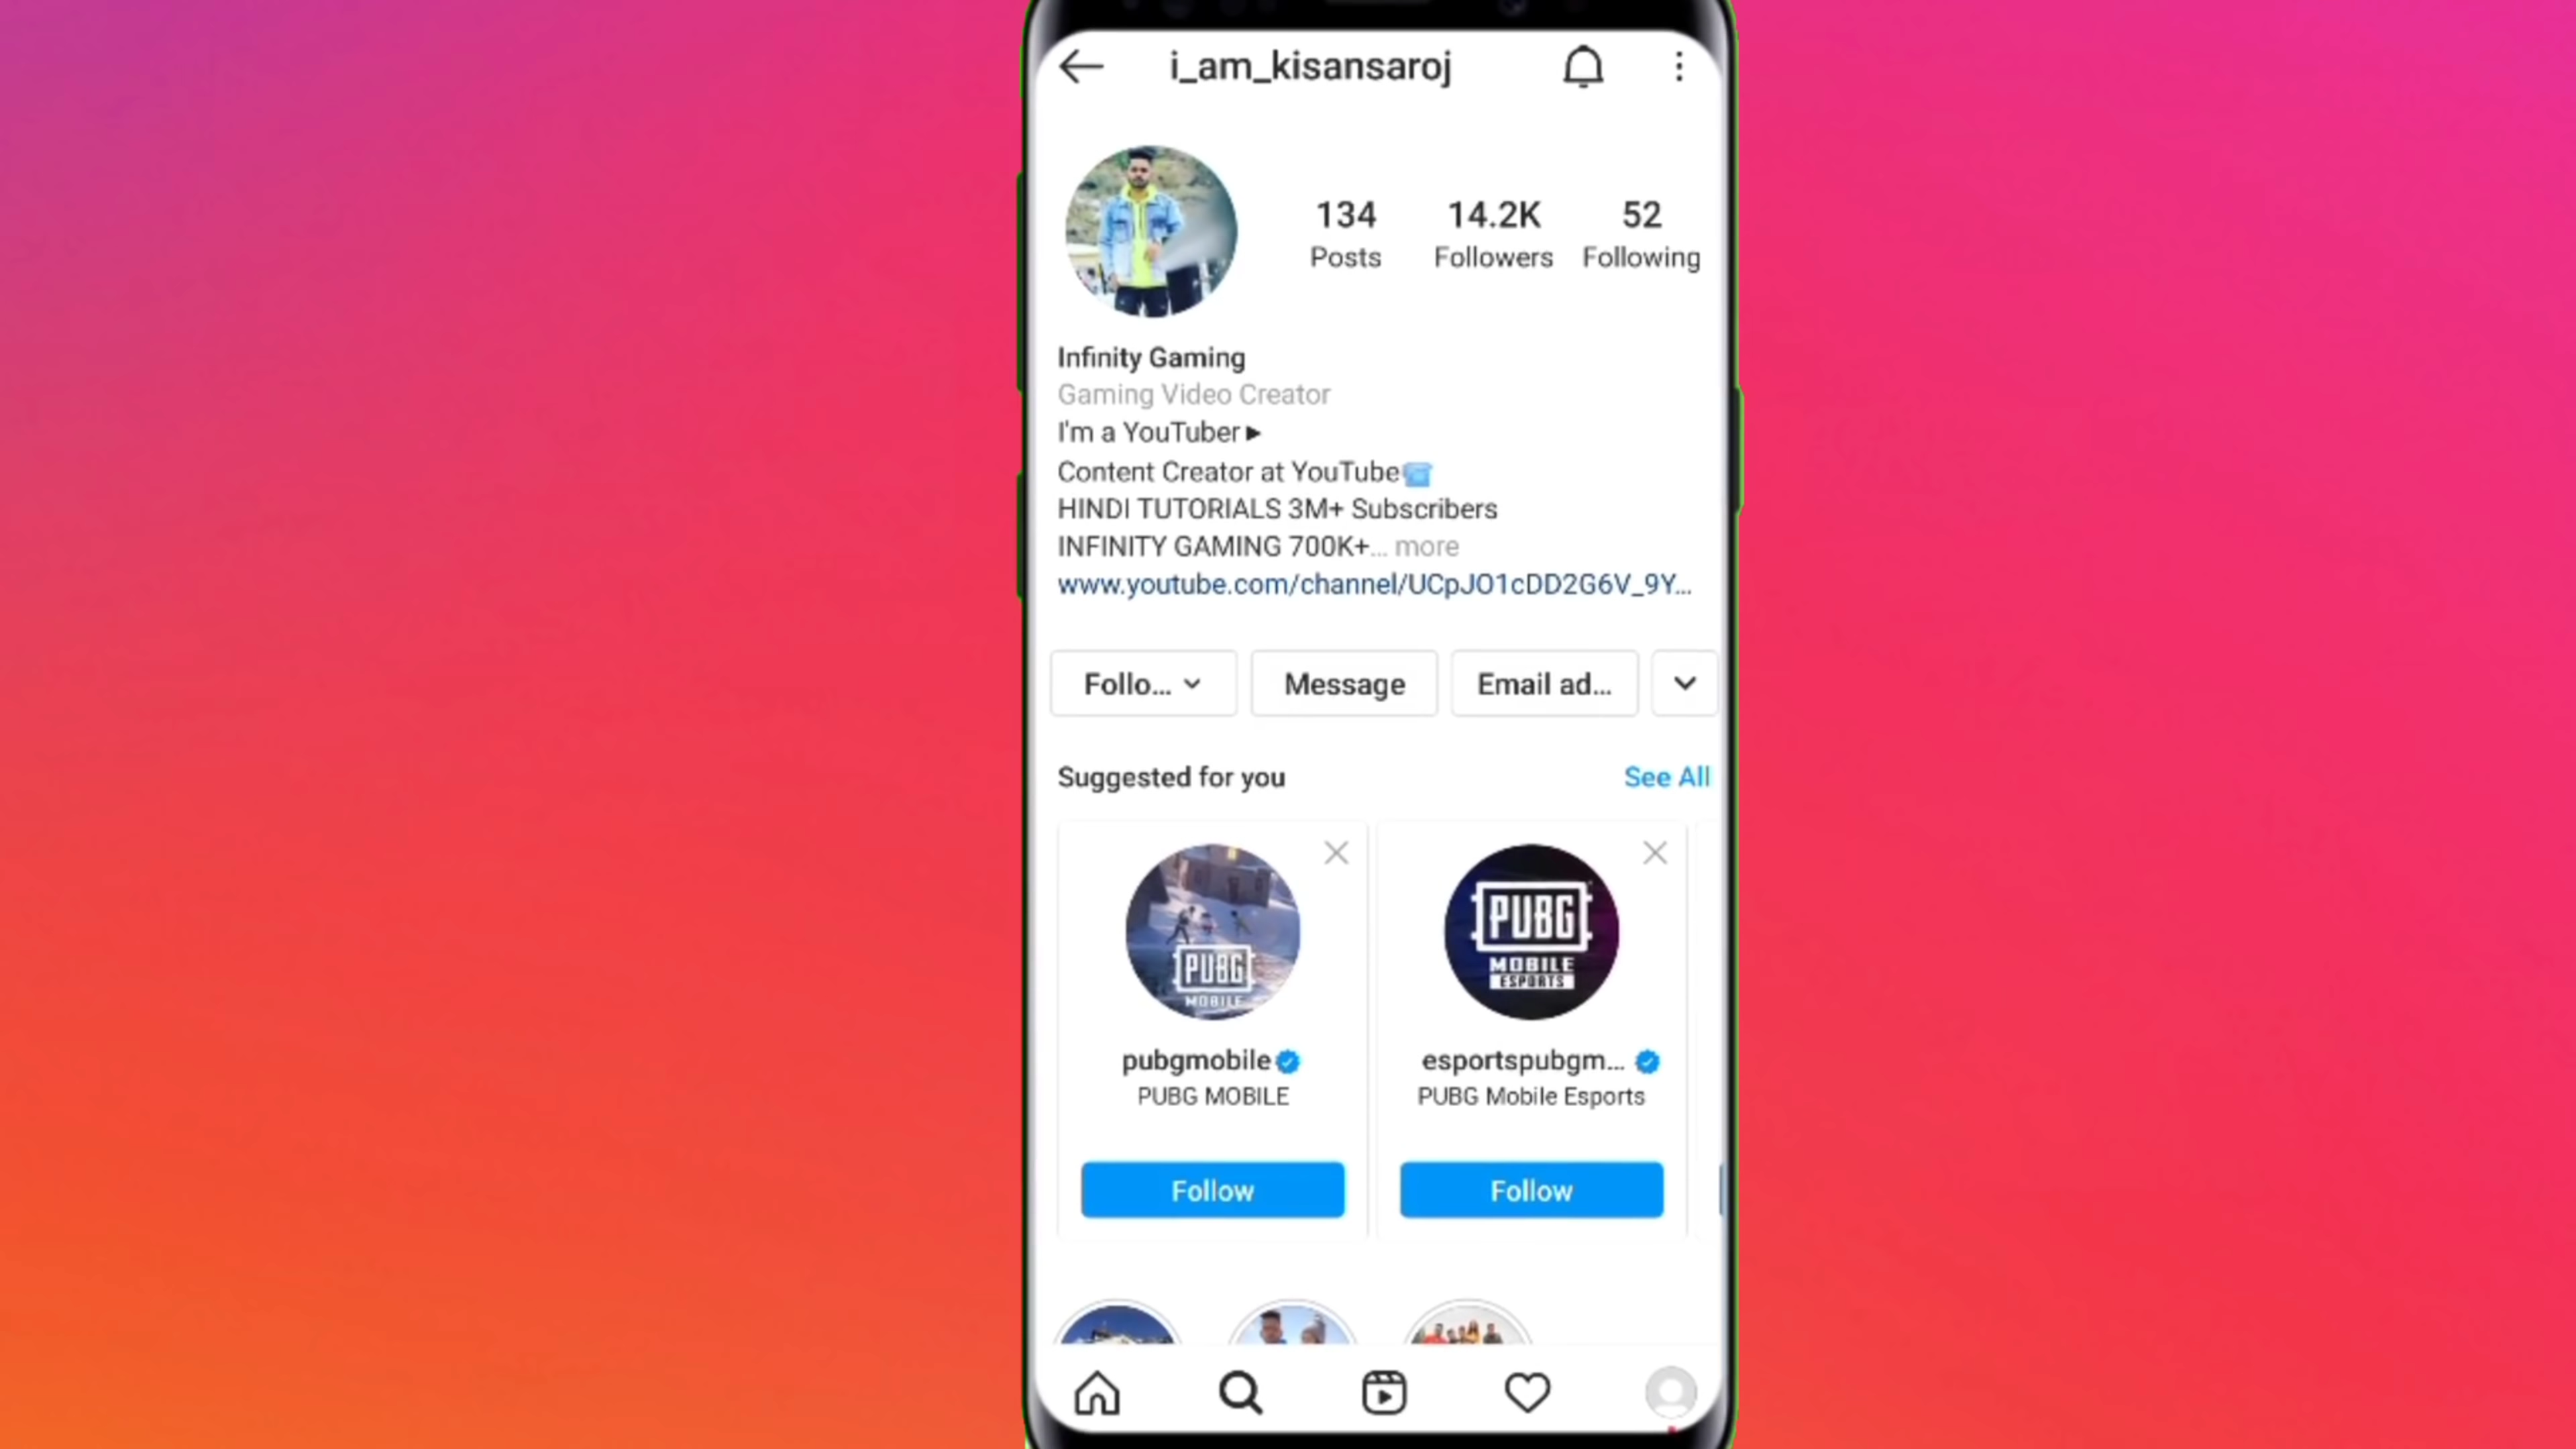 i_am_kisansaroj
134
14.2K
52
Posts
Followers
Following
Infinity Gaming
Gaming Video Creator
I'm a YouTuber
Content Creator at YouTube
HINDI TUTORIALS 3M+ Subscribers
INFINITY GAMING 700K+... more
www.youtube.com/channel/UCpJO1cDD2G6V_9Y...
Follo...
Message
Email ad...
Suggested for you
See All
PUBG
MOBILE
PUBG
MOBILE
ESPORTS
pubgmobile
esportspubgm...
PUBG MOBILE
PUBG Mobile Esports
Follow
Follow